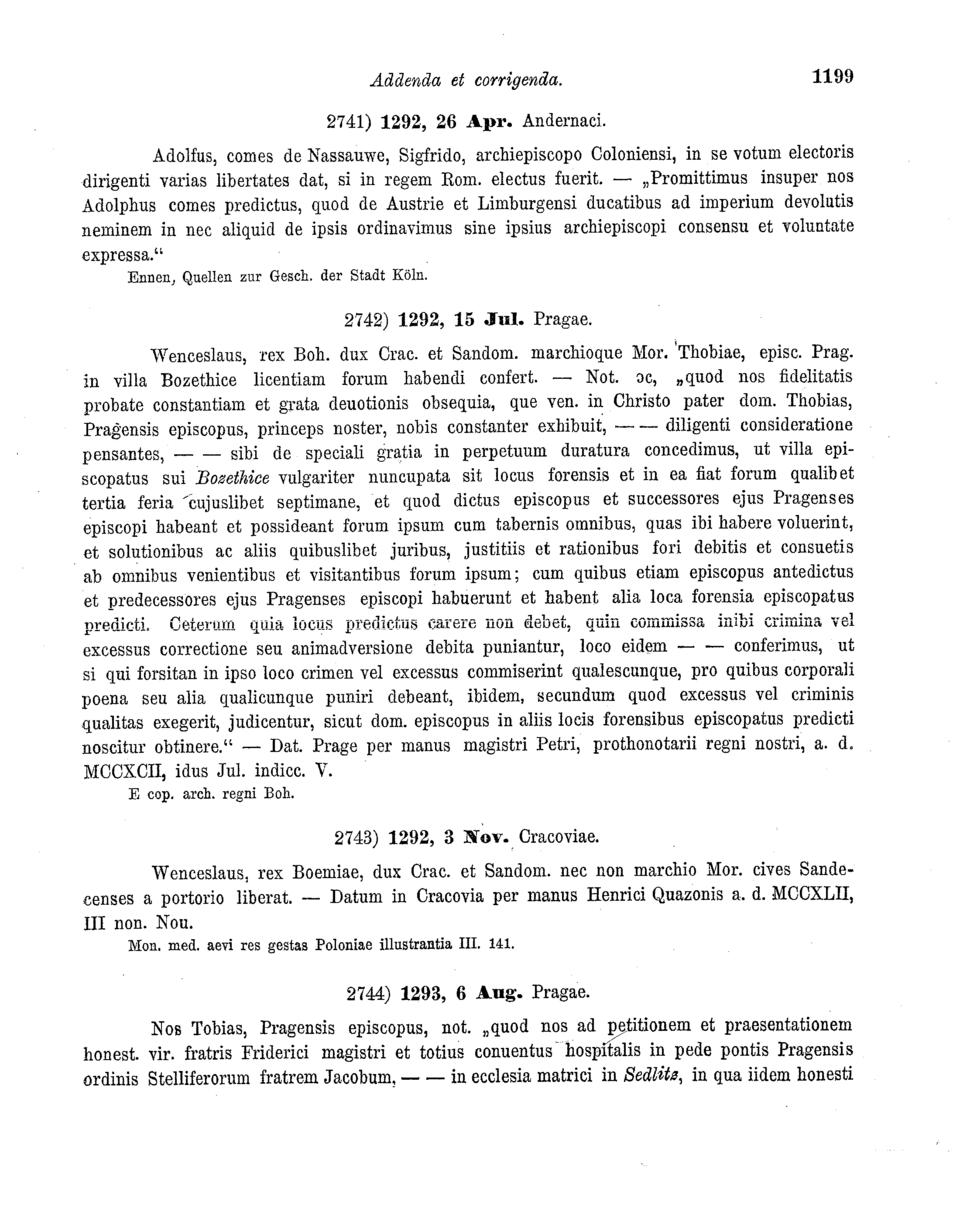 Addenda et corrigenda. 1199
2741) 1292, 26 Apr. Andernaci.
Adolfus, comes de Nassauwe, Sigfrido, archiepiscopo Coloniensi, in se votum electoris
dirigenti varias libertates dat, si in regem Rom. electus fuerit. — „Promittimus insuper nos
Adolphus comes predictus, quod de Austrie et Limburgensi ducatibus ad imperium devolutis
neminem in nec aliquid de ipsis ordinavimus sine ipsius archiepiscopi consensu et voluntate
expressa.“
Ennen, Quellen zur Gesch. der Stadt Köln.
2742) 1292, 15 Jul. Pragae.
Wenceslaus, rex Boh. dux Crac. et Sandom. marchioque Mor. Thobiae, episc. Prag.
in villa Bozethice licentiam forum habendi confert. — Not. ɔc, „quod nos fidelitatis
probate constantiam et grata deuotionis obsequia, que ven. in Christo pater dom. Thobias,
Pragensis episcopus, princeps noster, nobis constanter exhibuit, — — diligenti consideratione
pensantes, — — sibi de speciali gratia in perpetuum duratura concedimus, ut villa epi-
scopatus sui Bozethice vulgariter nuncupata sit locus forensis et in ea fiat forum qualibet
tertia feria cujuslibet septimane, et quod dictus episcopus et successores ejus Pragenses
episcopi habeant et possideant forum ipsum cum tabernis omnibus, quas ibi habere voluerint,
et solutionibus ac aliis quibuslibet juribus, justitiis et rationibus fori debitis et consuetis
ab omnibus venientibus et visitantibus forum ipsum; cum quibus etiam episcopus antedictus
et predecessores ejus Pragenses episcopi habuerunt et habent alia loca forensia episcopatus
predicti. Ceterum quia locus predictus carere non debet, quin commissa inibi crimina vel
excessus correctione seu animadversione debita puniantur, loco eidem — — conferimus, ut
si qui forsitan in ipso loco crimen vel excessus commiserint qualescunque, pro quibus corporali
poena seu alia qualicunque puniri debeant, ibidem, secundum quod excessus vel criminis
qualitas exegerit, judicentur, sicut dom. episcopus in aliis locis forensibus episcopatus predicti
noscitur obtinere.“ — Dat. Prage per manus magistri Petri, prothonotarii regni nostri, a. d.
MCCXCII, idus Jul. indicc. V.
E cop. arch. regni Boh.
2743) 1292, 3 Nov. Cracoviae.
Wenceslaus, rex Boemiae, dux Crac. et Sandom. nec non marchio Mor. cives Sande-
censes a portorio liberat. — Datum in Cracovia per manus Henrici Quazonis a. d. MCCXLII,
III non. Nou.
Mon. med. aevi res gestas Poloniae illustrantia III. 141.
2744) 1293, 6 Aug. Pragae.
Nos Tobias, Pragensis episcopus, not. „quod nos ad petitionem et praesentationem
honest. vir. fratris Friderici magistri et totius conuentus hospitalis in pede pontis Pragensis
ordinis Stelliferorum fratrem Jacobum, — — in ecclesia matrici in Sedlitz, in qua iidem honesti